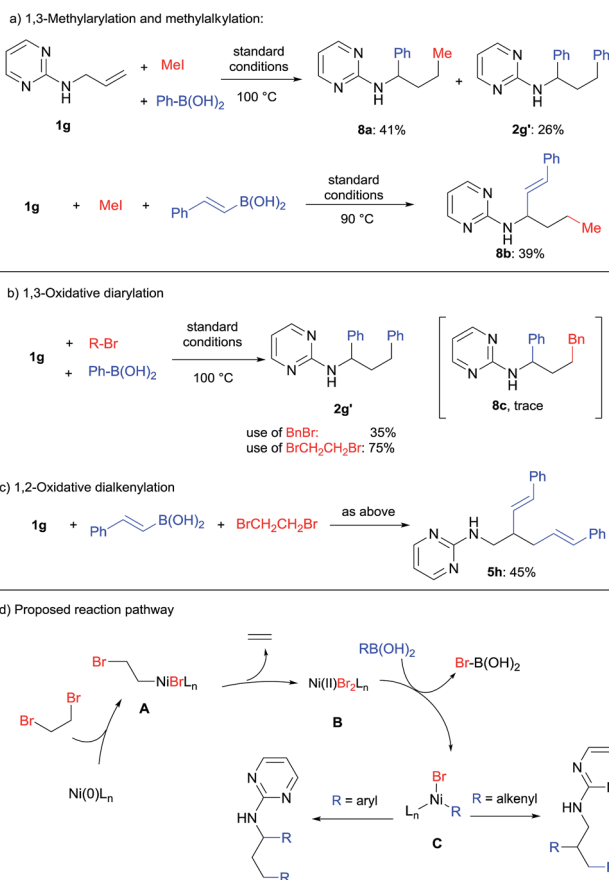 a) 1,3-Methylarylation and methylalkylation:
N
N
N
H
1g
+ MeI
+ Ph-B(OH)2
standard
conditions
100 °C
N
N
N
H
Ph
Me
8a: 41%
+
N
N
N
H
Ph
Ph
2g': 26%
1g + MeI + Ph B(OH)2
standard
conditions
90 °C
N
N
N
H
Ph
Me
8b: 39%
b) 1,3-Oxidative diarylation
1g
+ R-Br
+ Ph-B(OH)2
standard
conditions
100 °C
N
N
N
H
Ph
Ph
2g'
N
N
N
H
Ph
Bn
8c, trace
use of BnBr: 35%
use of BrCH2CH2Br: 75%
c) 1,2-Oxidative dialkenylation
1g + Ph B(OH)2 + BrCH2CH2Br
as above
N
N
H
N
Ph
Ph
5h: 45%
d) Proposed reaction pathway
Br
NiBrLn
A
Br
Br
Ni(0)Ln
Ni(II)Br2Ln
B
RB(OH)2
Br-B(OH)2
Br
Ni
Ln
R
C
R = aryl
R = alkenyl
N
N
HN
R
R
N
HN
R